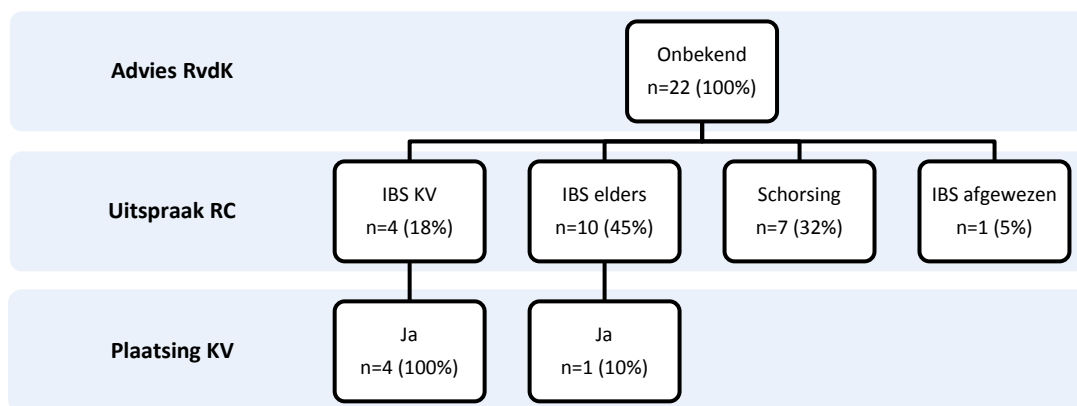 Advies RvdK
Onbekend
n=22 (100%)
Uitspraak RC
IBS KV
n=4 (18%)
IBS elders
n=10 (45%)
Schorsing
n=7 (32%)
IBS afgewezen
n=1 (5%)
Plaatsing KV
Ja
n=4 (100%)
Ja
n=1 (10%)